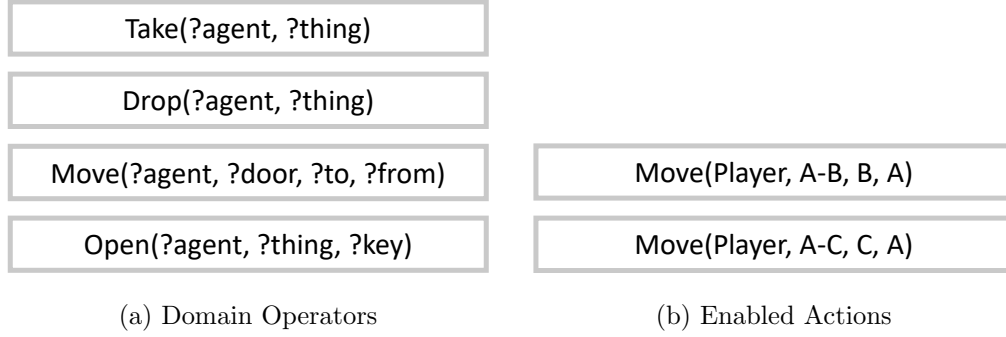 Take(?agent, ?thing)
Drop(?agent, ?thing)
Move(?agent, ?door, ?to, ?from)
Open(?agent, ?thing, ?key)
(a) Domain Operators
Move(Player, A-B, B, A)
Move(Player, A-C, C, A)
(b) Enabled Actions